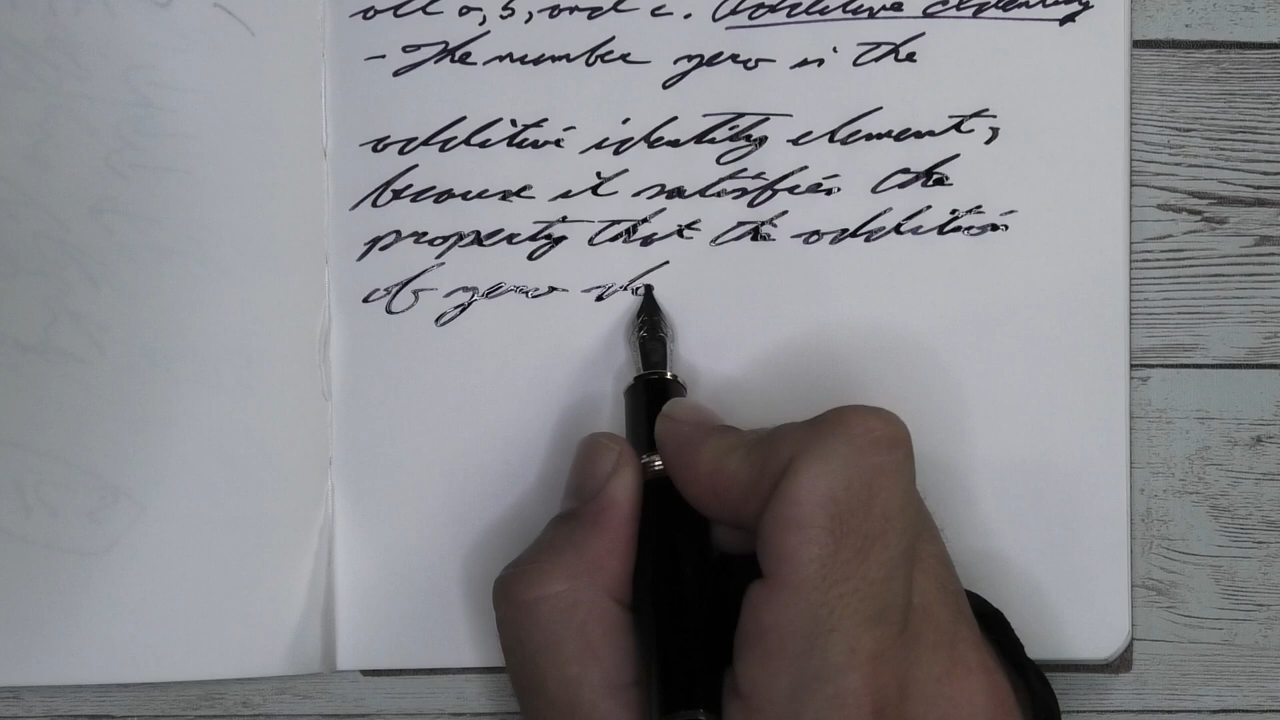 all a, b, and c. Additive Identity
- The number zero is the
additive identity element,
because it satisfies the
property that the addition
of zero